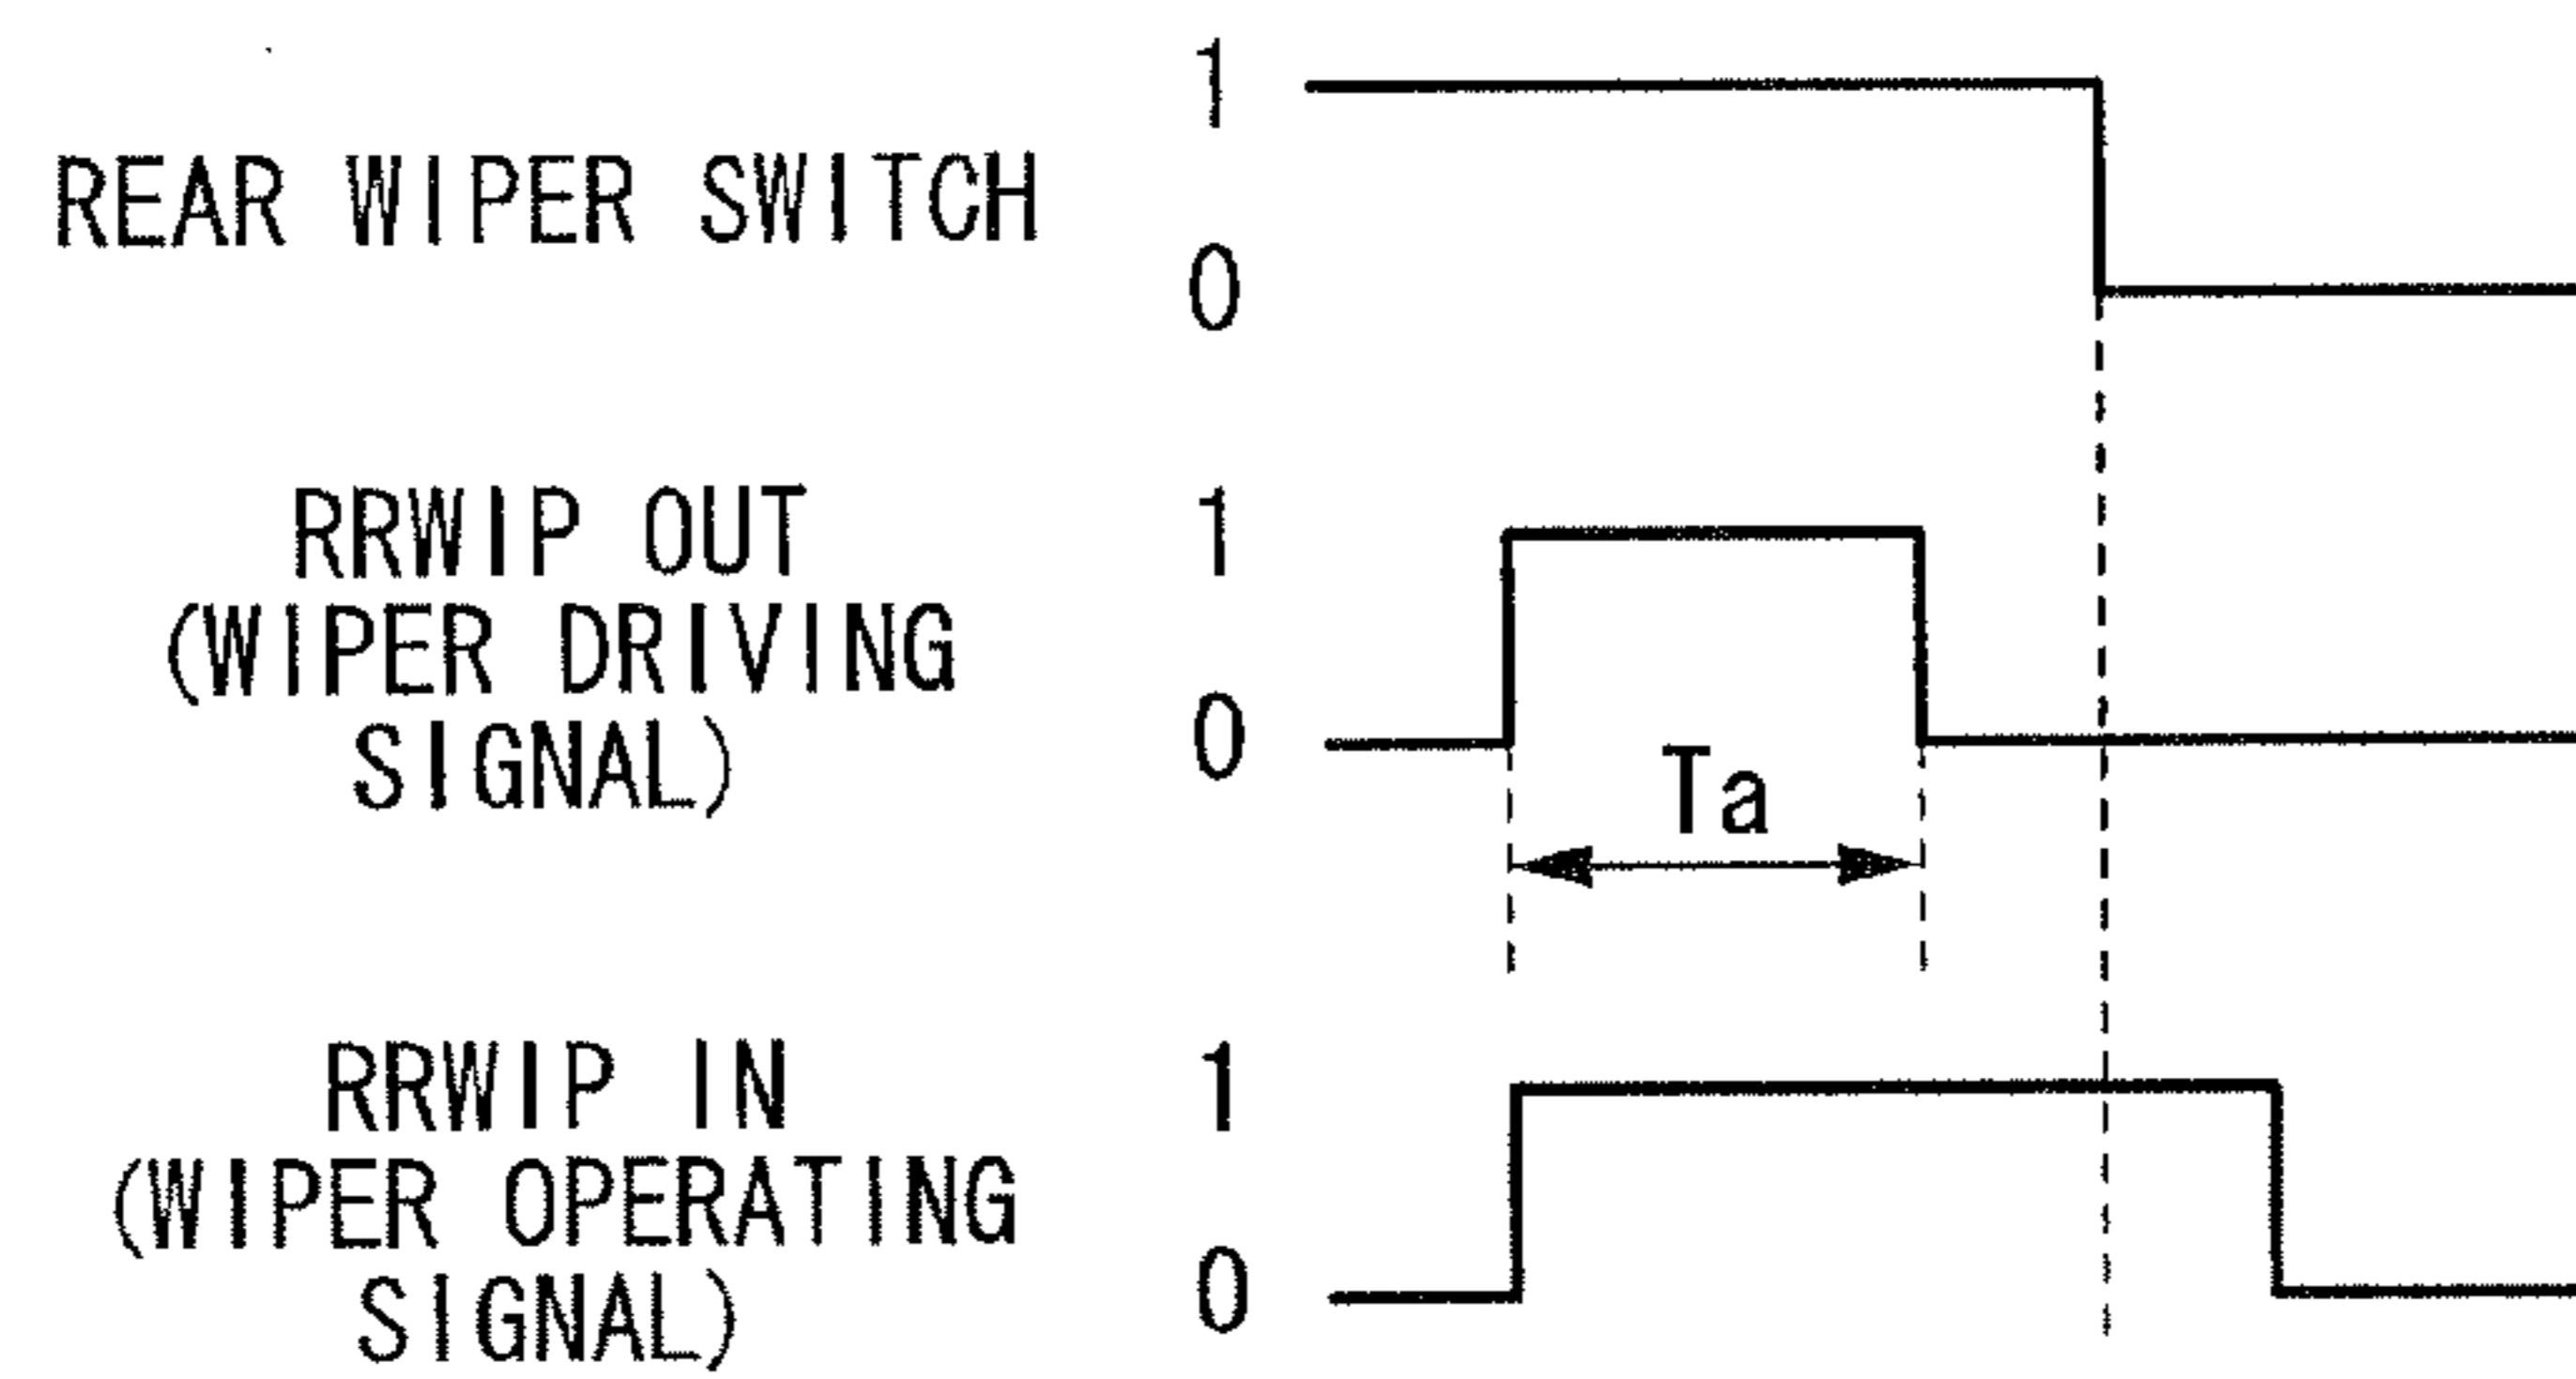 1
REAR WIPER SWITCH
0
RRWIP OUT
(WIPER DRIVING
SIGNAL)
1
0
Ta
RRWIP IN
(WIPER OPERATING
SIGNAL)
1
0